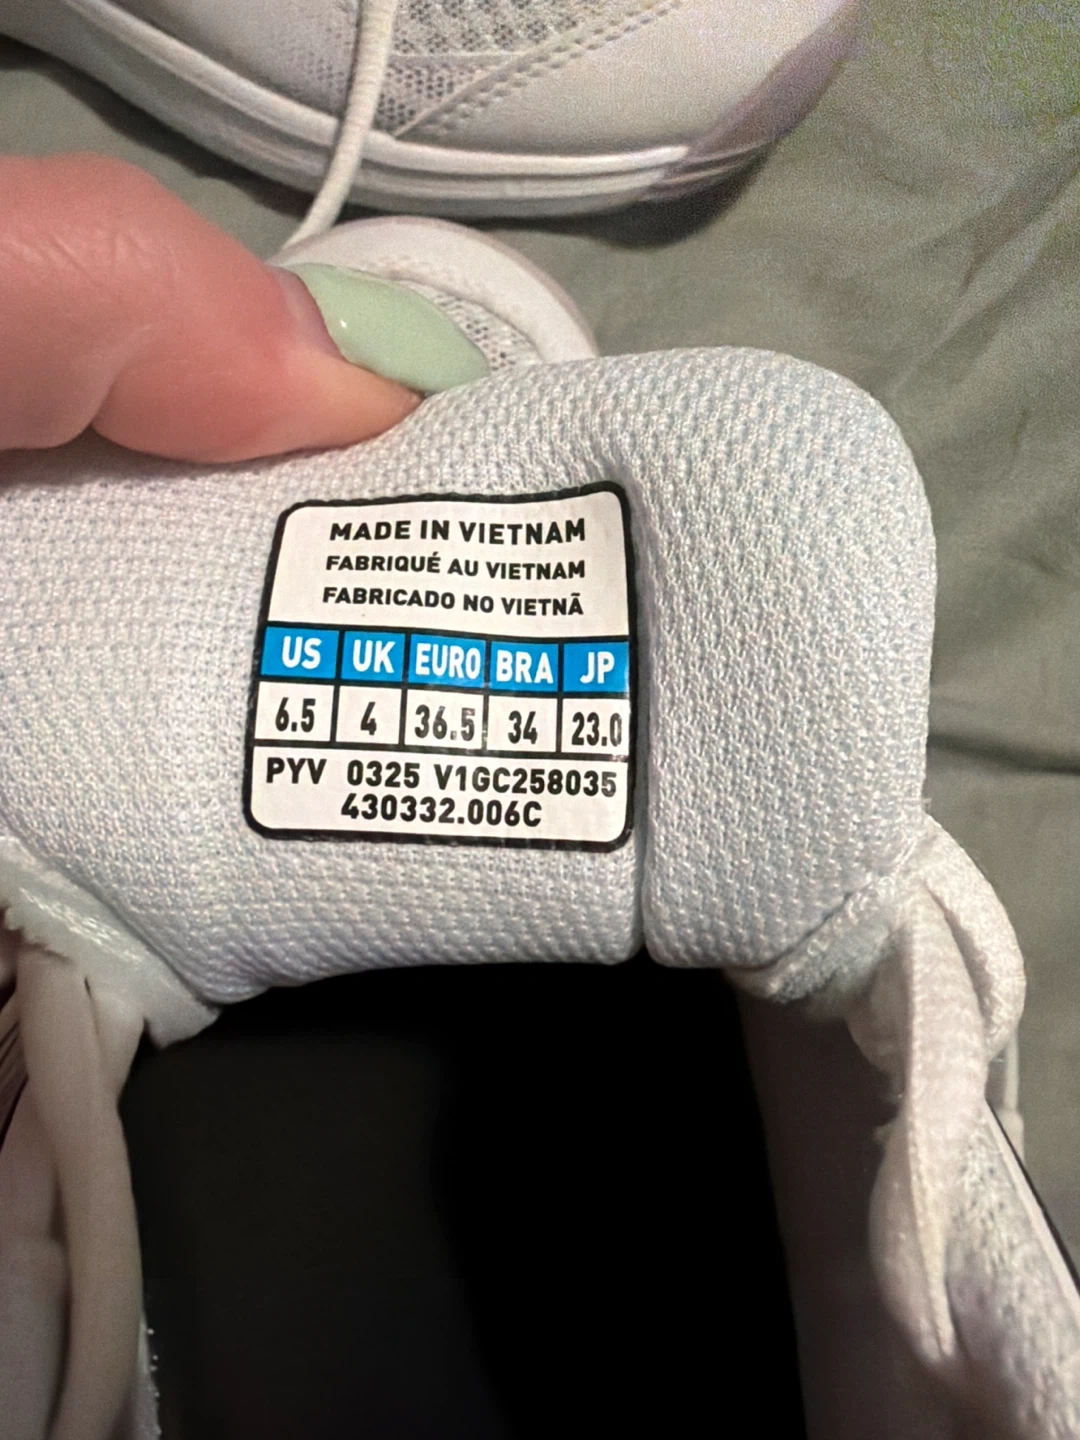 MADE IN VIETNAM
FABRIQUÉ AU VIETNAM
FABRICADO NO VIETNÃ
US UK EURO BRA JP
6.5 4 36.5 34 23.0
PYV 0325 V1GC258035
430332.006C